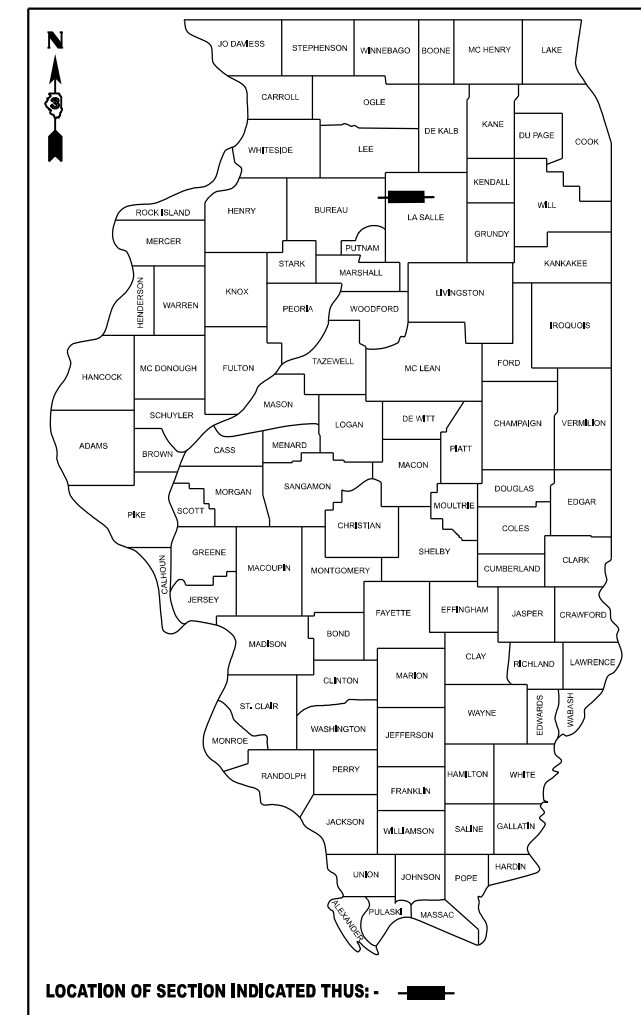 N
3
JO DAVIESS
STEPHENSON
WINNEBAGO
BOONE
MC HENRY
LAKE
CARROLL
OGLE
DE KALB
KANE
DU PAGE
COOK
WHITESIDE
LEE
KENDALL
WILL
ROCK ISLAND
HENRY
BUREAU
LA SALLE
GRUNDY
MERCER
PUTNAM
STARK
MARSHALL
KANKAKEE
HENDERSON
WARREN
KNOX
PEORIA
WOODFORD
LIVINGSTON
IROQUOIS
HANCOCK
MC DONOUGH
FULTON
TAZEWELL
MC LEAN
FORD
SCHUYLER
MASON
LOGAN
DE WITT
CHAMPAIGN
VERMILION
ADAMS
BROWN
CASS
MENARD
MACON
PIATT
PIKE
SCOTT
MORGAN
SANGAMON
CHRISTIAN
MOULTRIE
DOUGLAS
EDGAR
COLES
CALHOUN
GREENE
MACOUPIN
MONTGOMERY
SHELBY
CUMBERLAND
CLARK
JERSEY
FAYETTE
EFFINGHAM
JASPER
CRAWFORD
MADISON
BOND
CLAY
RICHLAND
LAWRENCE
CLINTON
MARION
ST. CLAIR
WAYNE
EDWARDS
WABASH
MONROE
WASHINGTON
JEFFERSON
RANDOLPH
PERRY
HAMILTON
WHITE
FRANKLIN
JACKSON
WILLIAMSON
SALINE
GALLATIN
UNION
JOHNSON
POPE
HARDIN
ALEXANDER
PULASKI
MASSAC
LOCATION OF SECTION INDICATED THUS: -